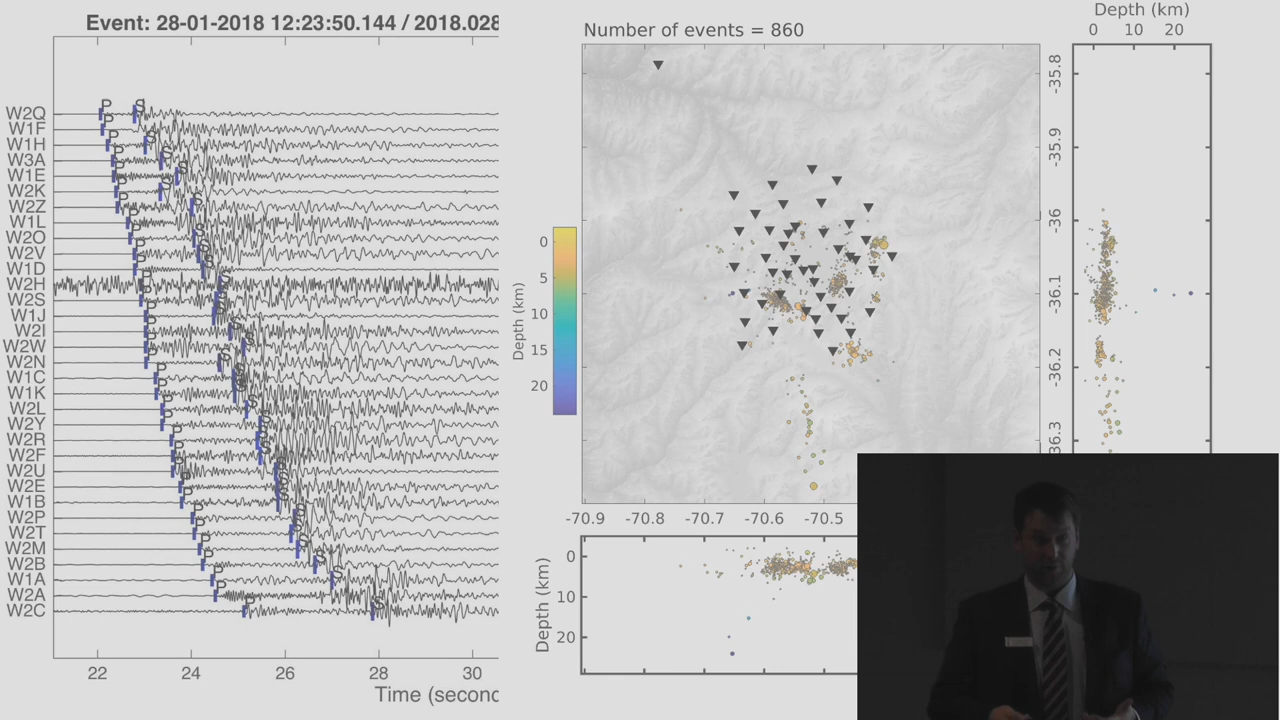 Event: 28-01-2018 12:23:50.144 / 2018.028
W2Q
W1F
W1H
W3A
W1E
W2K
W2Z
W1L
W2O
W2V
W1D
W2H
W2S
W1J
W2I
W2W
W2N
W1C
W1K
W2L
W2Y
W2R
W2F
W2U
W2E
W1B
W2P
W2T
W2M
W2B
W1A
W2A
W2C
22 24 26 28 30
Time (second
Number of events = 860
Depth (km)
0
5
10
15
20
-70.9 -70.8 -70.7 -70.6 -70.5
Depth (km)
0 10 20
-35.8
-35.9
-36
-36.1
-36.2
36.3
Depth (km)
0
10
20